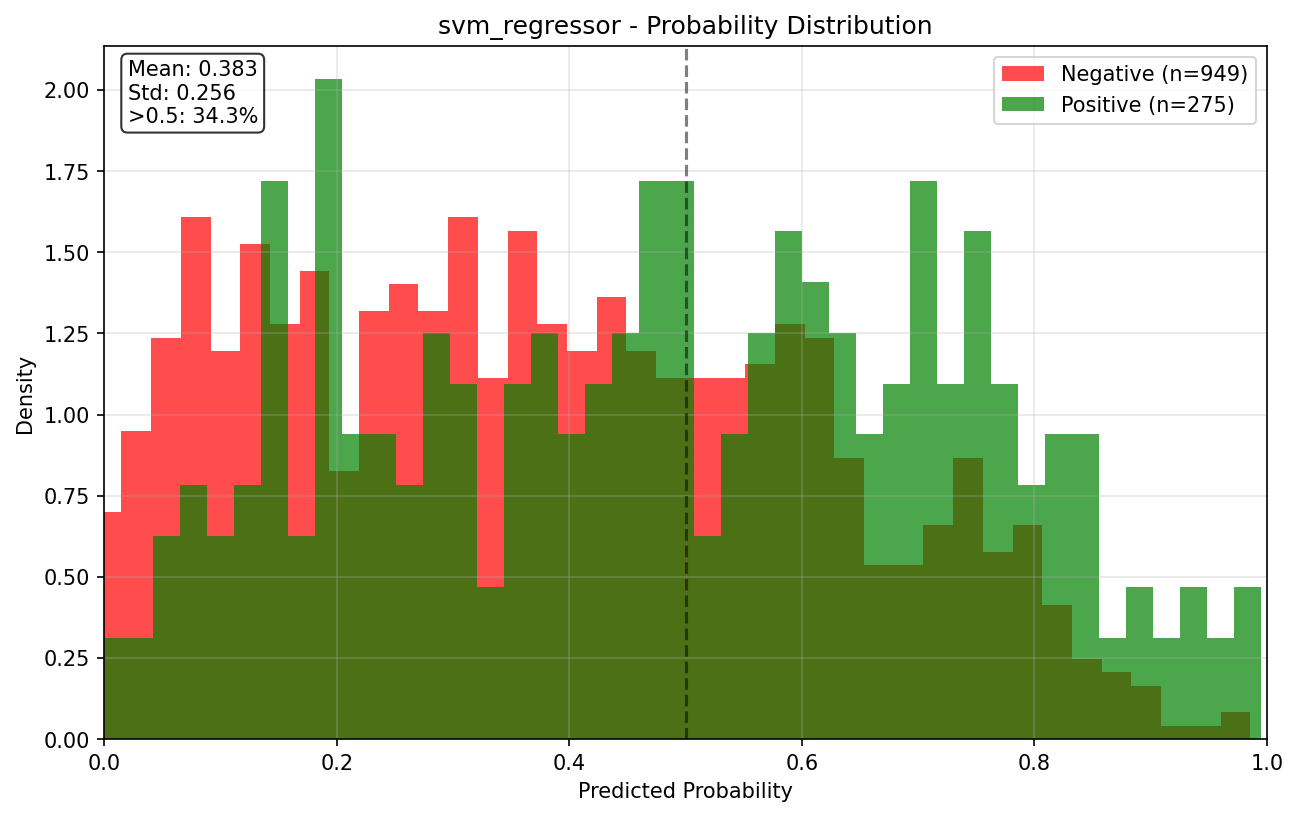 svm_regressor - Probability Distribution
Mean: 0.383
Std: 0.256
>0.5: 34.3%
Negative (n=949)
Positive (n=275)
Density
2.00
1.75
1.50
1.25
1.00
0.75
0.50
0.25
0.00
0.0 0.2 0.4 0.6 0.8 1.0
Predicted Probability